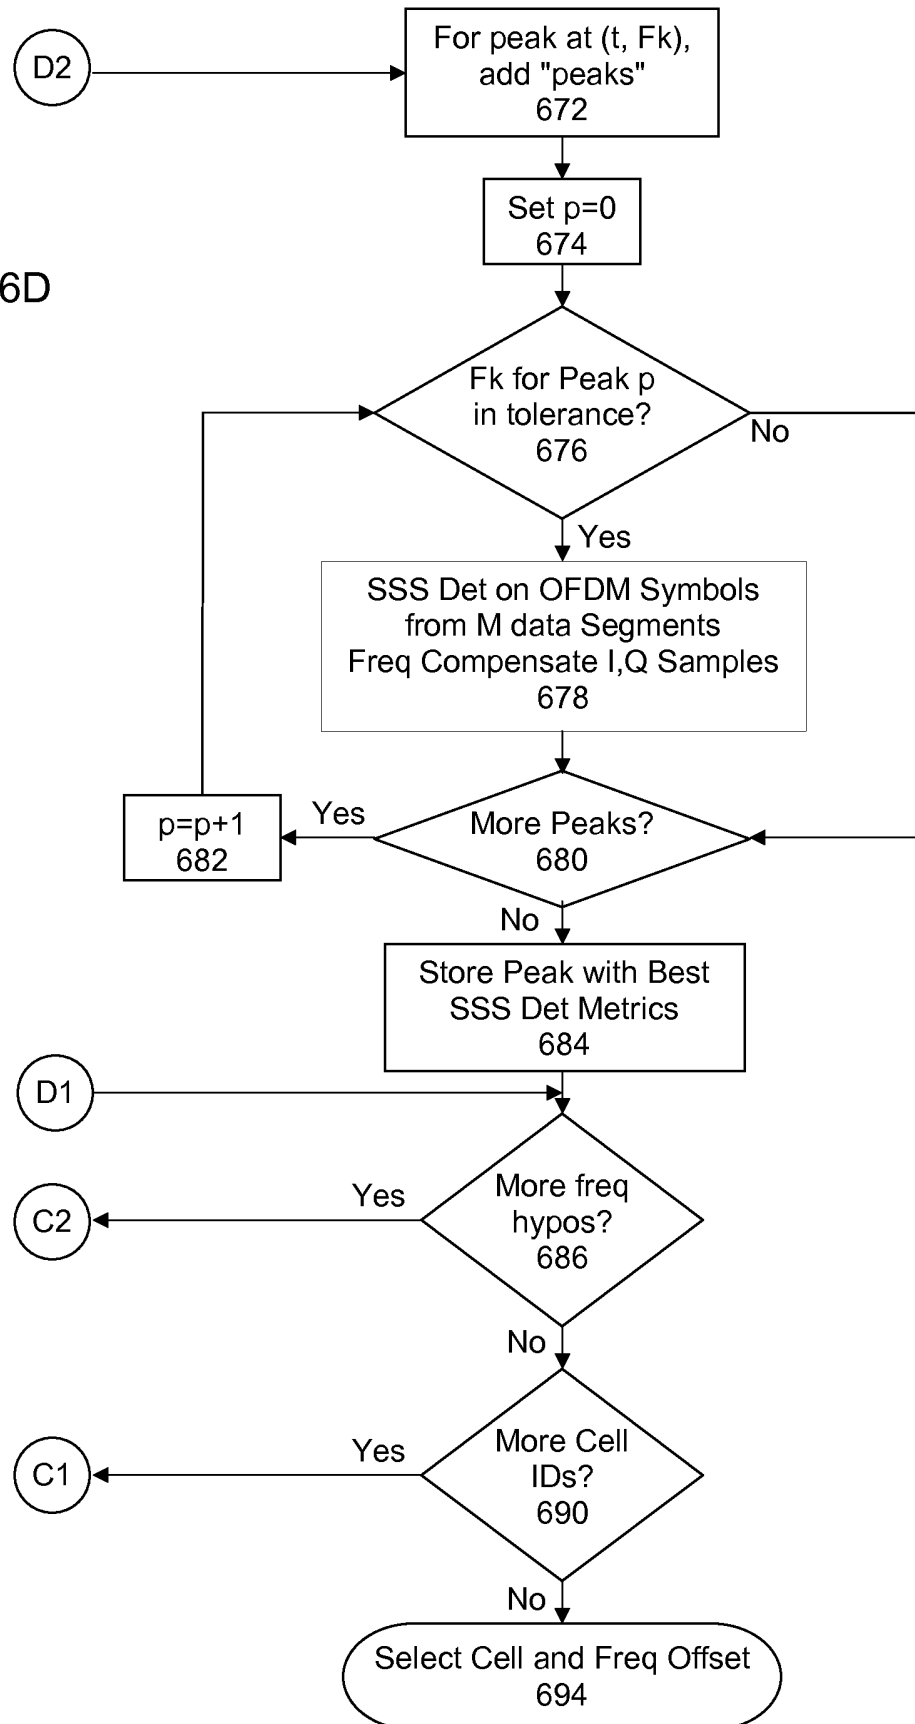 D2
For peak at (t, Fk),
add "peaks"
672
Set p=0
674
6D
Fk for Peak p
in tolerance?
676
No
Yes
SSS Det on OFDM Symbols
from M data Segments
Freq Compensate I,Q Samples
678
p=p+1
682
Yes
More Peaks?
680
No
Store Peak with Best
SSS Det Metrics
684
D1
More freq
hypos?
686
Yes
C2
No
More Cell
IDs?
690
Yes
C1
No
Select Cell and Freq Offset
694